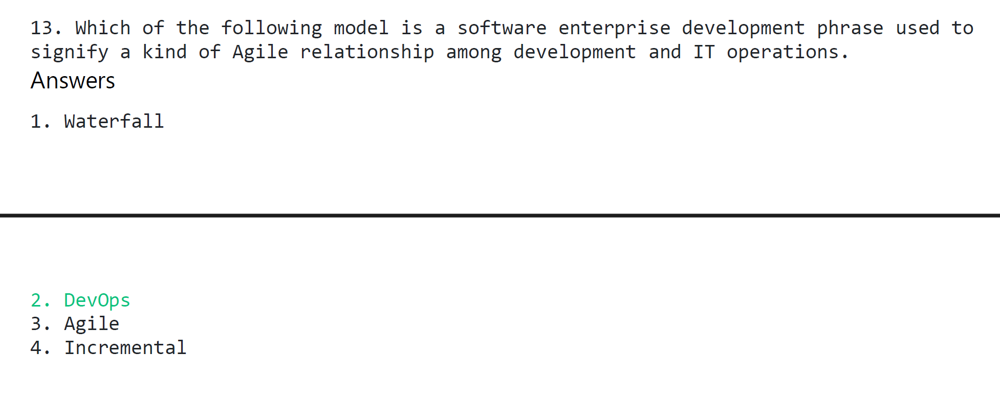 13. Which of the following model is a software enterprise development phrase used to
signify a kind of Agile relationship among development and IT operations.
Answers
1. Waterfall
2. DevOps
3. Agile
4. Incremental